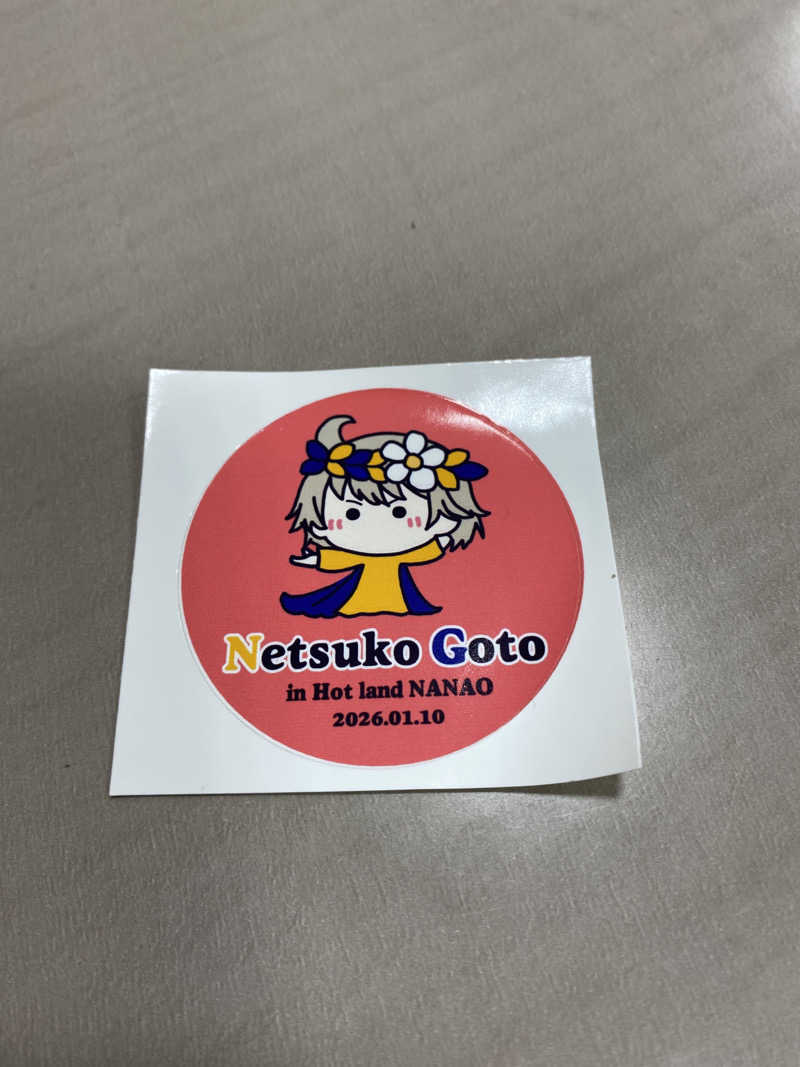 Netsuko Goto
in Hot land NANAO
2026.01.10